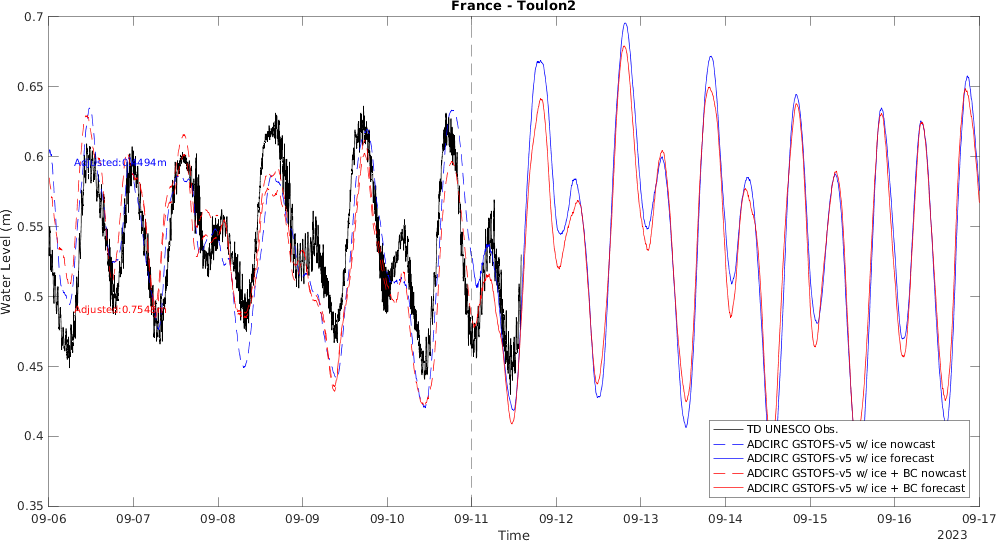 France - Toulon2
0.7
0.65
0.6
0.55
0.5
0.45
0.4
0.35
Water Level (m)
Adjusted:
Adjusted:
TD UNESCO Obs.
ADCIRC GSTOFS-v5 w/ ice nowcast
ADCIRC GSTOFS-v5 w/ ice forecast
ADCIRC GSTOFS-v5 w/ ice + BC nowcast
ADCIRC GSTOFS-v5 w/ ice + BC forecast
09-06 09-07 09-08 09-09 09-10 09-11 09-12 09-13 09-14 09-15 09-16 09-17
Time
2023